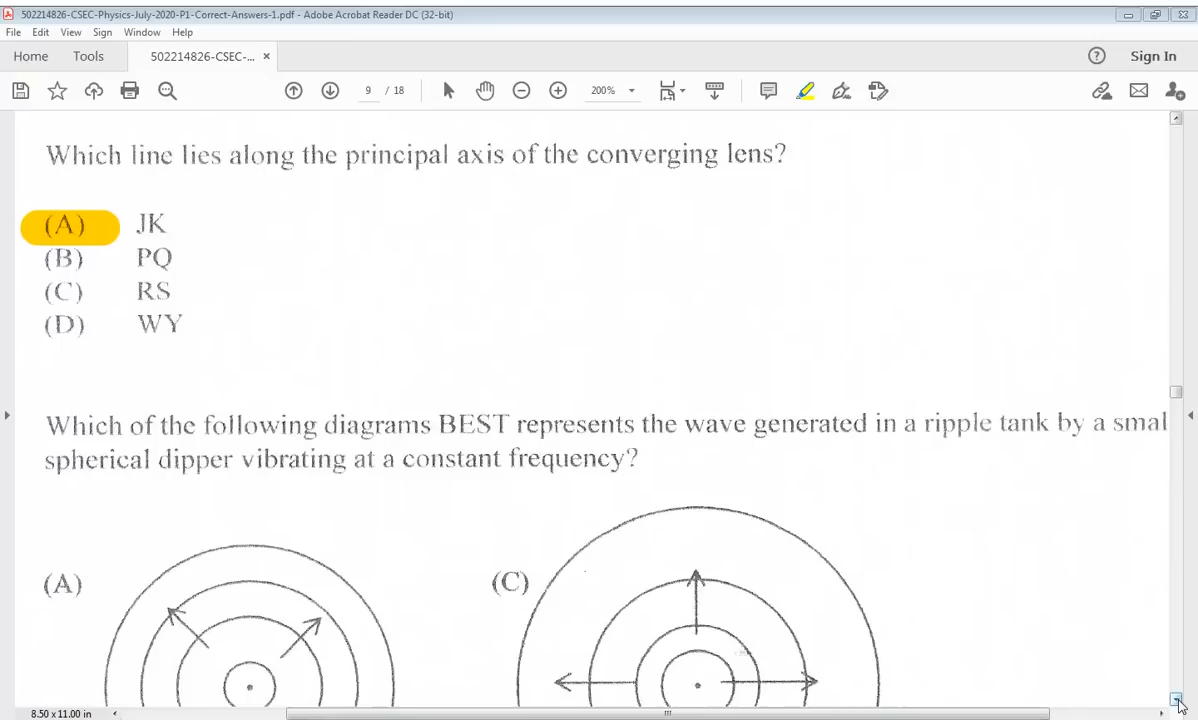 502214826-CSEC-Physics-July-2020-P1-Correct-Answers-1.pdf - Adobe Acrobat Reader DC (32-bit)
File Edit View Sign Window Help
Home Tools 502214826-CSEC-... × Sign In
9 / 18 200%
Which line lies along the principal axis of the converging lens?
(A) JK
(B) PQ
(C) RS
(D) WY
Which of the following diagrams BEST represents the wave generated in a ripple tank by a smal
spherical dipper vibrating at a constant frequency?
(A) (C)
8.50 x 11.00 in